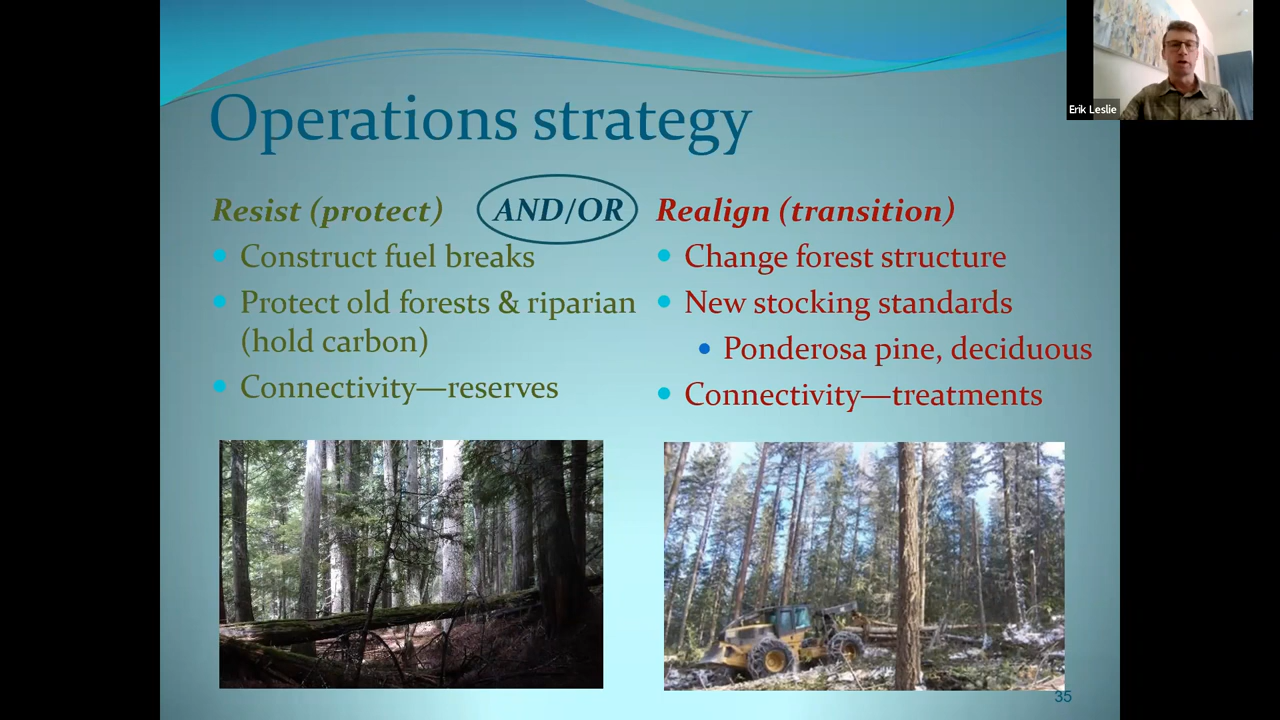 Operations strategy
Resist (protect)
AND/OR
Realign (transition)
Construct fuel breaks
Protect old forests & riparian
(hold carbon)
Connectivity—reserves
Change forest structure
New stocking standards
Ponderosa pine, deciduous
Connectivity—treatments
35
Erik Leslie